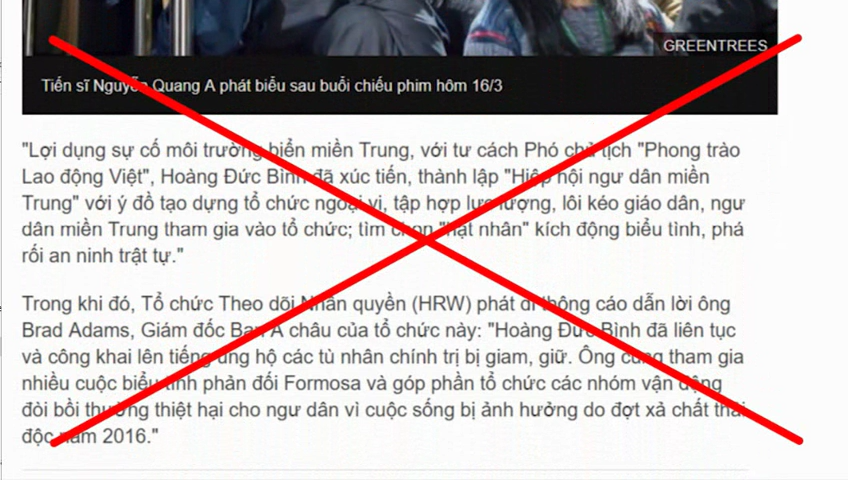 GREENTREES
Tiến sĩ Nguyễn Quang A phát biểu sau buổi chiếu phim hôm 16/3
"Lợi dụng sự cố môi trường biển miền Trung, với tư cách Phó chủ tịch "Phong trào
Lao động Việt", Hoàng Đức Bình đã xúc tiến, thành lập "Hiệp hội ngư dân miền
Trung" với ý đồ tạo dựng tổ chức ngoại vi, tập hợp lực lượng, lôi kéo giáo dân, ngư
dân miền Trung tham gia vào tổ chức; tìm chọn "hạt nhân" kích động biểu tình, phá
rối an ninh trật tự."
Trong khi đó, Tổ chức Theo dõi Nhân quyền (HRW) phát đi thông cáo dẫn lời ông
Brad Adams, Giám đốc Ban Á châu của tổ chức này: "Hoàng Đức Bình đã liên tục
và công khai lên tiếng ủng hộ các tù nhân chính trị bị giam, giữ. Ông cũng tham gia
nhiều cuộc biểu tình phản đối Formosa và góp phần tổ chức các nhóm vận động
đòi bồi thường thiệt hại cho ngư dân vì cuộc sống bị ảnh hưởng do đợt xả chất thải
độc năm 2016."